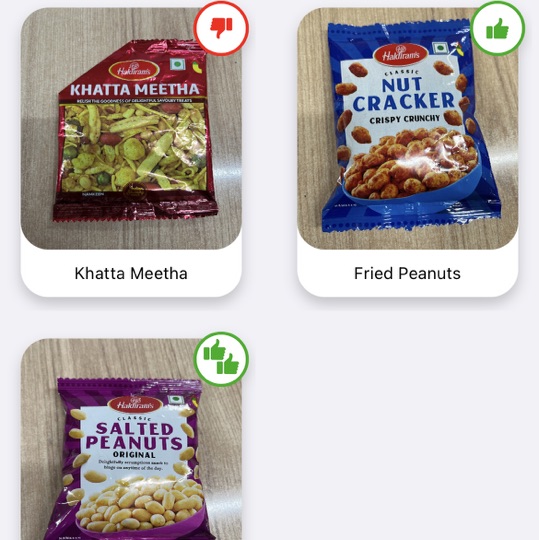 Haldiram's
KHATTA MEETHA
RELISH THE GOODNESS OF DELIGHTFUL SAVOURY TREATS
Khatta Meetha
Haldiram's
CLASSIC
NUT
CRACKER
CRISPY CRUNCHY
Fried Peanuts
Haldiram's
CLASSIC
SALTED
PEANUTS
ORIGINAL
Delightfully scrumptious snack to
binge on anytime of the day.